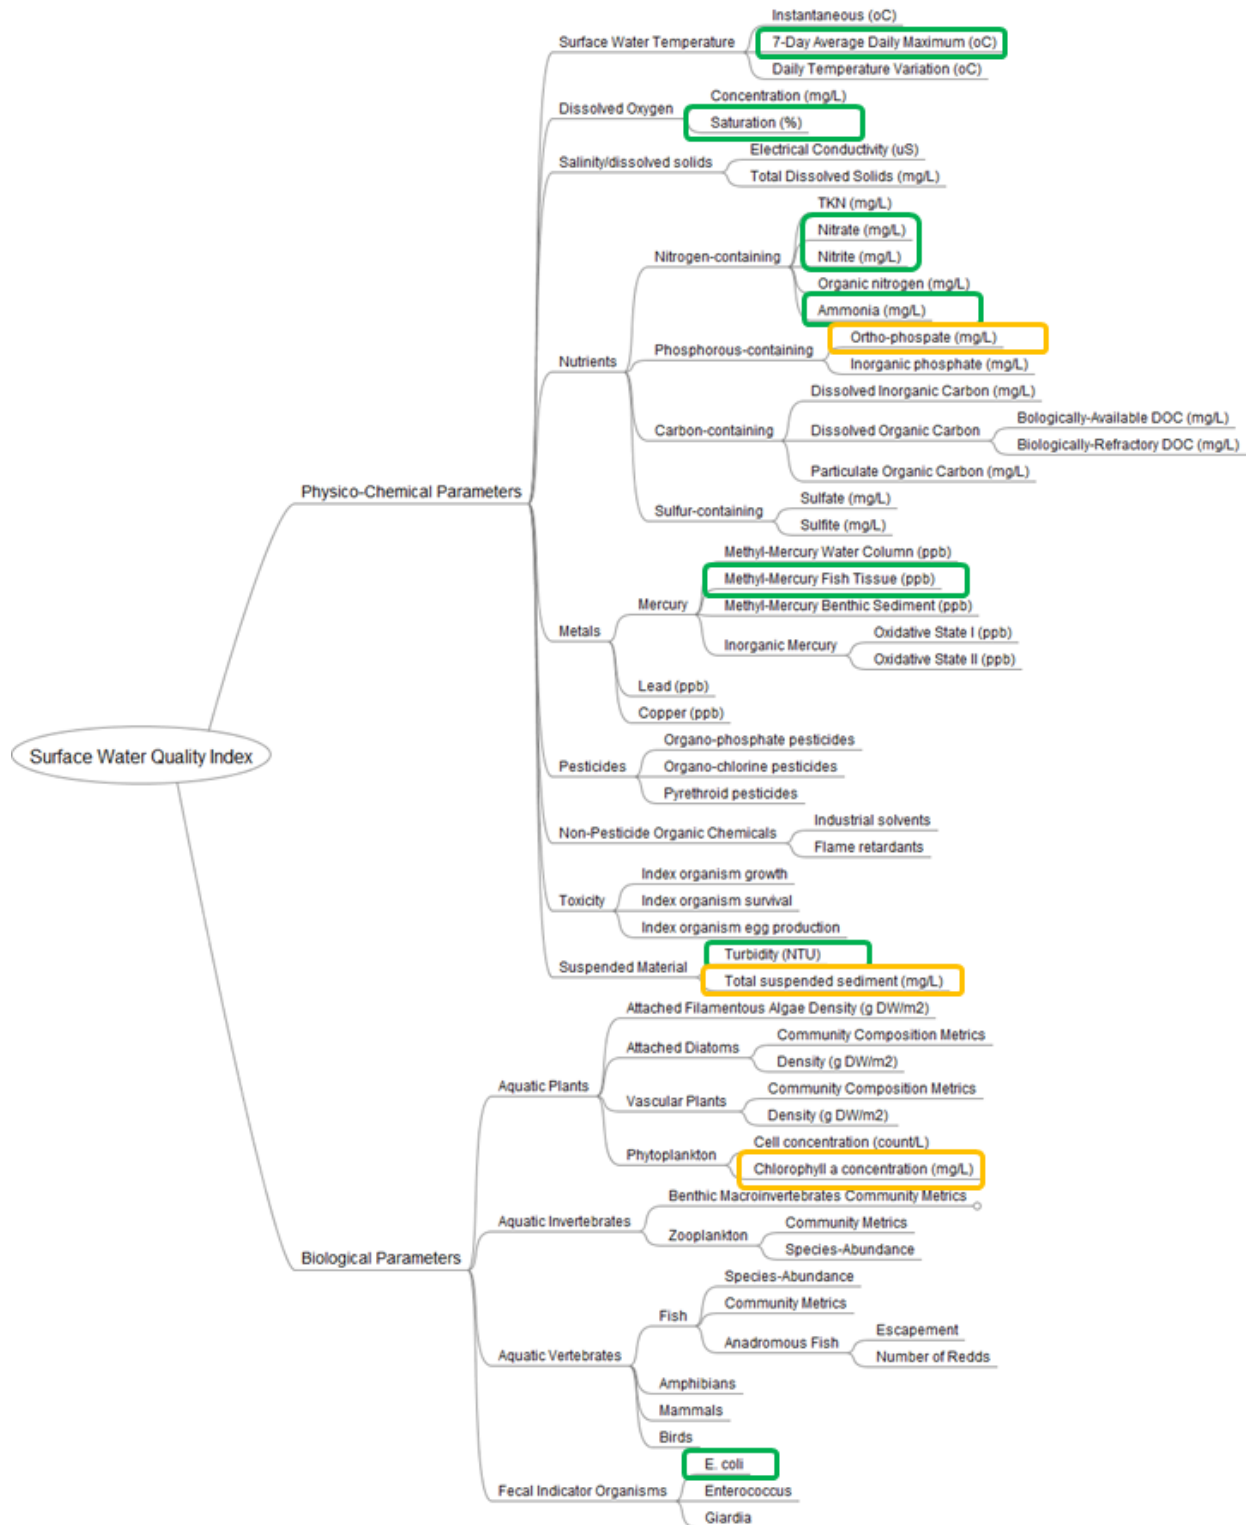 Instantaneous (oC)
Surface Water Temperature
7-Day Average Daily Maximum (oC)
Daily Temperature Variation (oC)
Concentration (mg/L)
Dissolved Oxygen
Saturation (%)
Electrical Conductivity (uS)
Salinity/dissolved solids
Total Dissolved Solids (mg/L)
TKN (mg/L)
Nitrate (mg/L)
Nitrogen-containing
Nitrite (mg/L)
Organic nitrogen (mg/L)
Ammonia (mg/L)
Ortho-phospate (mg/L)
Phosphorous-containing
Inorganic phosphate (mg/L)
Nutrients
Dissolved Inorganic Carbon (mg/L)
Carbon-containing
Dissolved Organic Carbon
Bologically-Available DOC (mg/L)
Biologically-Refractory DOC (mg/L)
Particulate Organic Carbon (mg/L)
Physico-Chemical Parameters
Sulfur-containing
Sulfate (mg/L)
Sulfite (mg/L)
Methyl-Mercury Water Column (ppb)
Methyl-Mercury Fish Tissue (ppb)
Mercury
Methyl-Mercury Benthic Sediment (ppb)
Metals
Inorganic Mercury
Oxidative State I (ppb)
Oxidative State II (ppb)
Lead (ppb)
Copper (ppb)
Surface Water Quality Index
Organo-phosphate pesticides
Pesticides
Organo-chlorine pesticides
Pyrethroid pesticides
Industrial solvents
Non-Pesticide Organic Chemicals
Flame retardants
Index organism growth
Toxicity
Index organism survival
Index organism egg production
Turbidity (NTU)
Suspended Material
Total suspended sediment (mg/L)
Attached Filamentous Algae Density (g DW/m2)
Community Composition Metrics
Attached Diatoms
Density (g DW/m2)
Aquatic Plants
Community Composition Metrics
Vascular Plants
Density (g DW/m2)
Cell concentration (count/L)
Phytoplankton
Chlorophyll a concentration (mg/L)
Benthic Macroinvertebrates Community Metrics
Aquatic Invertebrates
Community Metrics
Zooplankton
Species-Abundance
Biological Parameters
Species-Abundance
Community Metrics
Fish
Escapement
Anadromous Fish
Number of Redds
Aquatic Vertebrates
Amphibians
Mammals
Birds
E. coli
Fecal Indicator Organisms
Enterococcus
Giardia